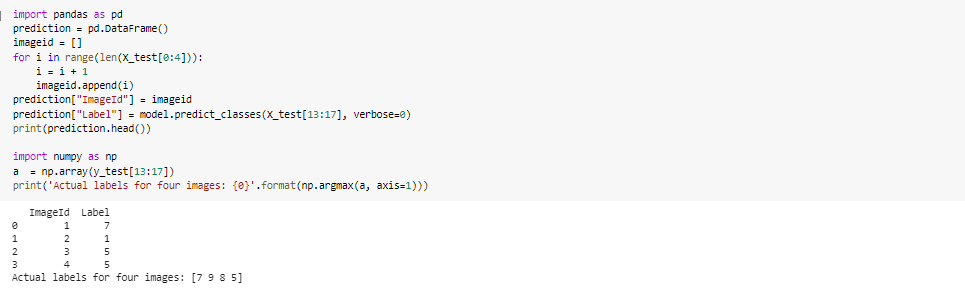 import pandas as pd
prediction = pd.DataFrame()
imageid = []
for i in range(len(X_test[0:4])):
    i = i + 1
    imageid.append(i)
prediction["ImageId"] = imageid
prediction["Label"] = model.predict_classes(X_test[13:17], verbose=0)
print(prediction.head())

import numpy as np
a  = np.array(y_test[13:17])
print('Actual labels for four images: {0}'.format(np.argmax(a, axis=1)))
   ImageId  Label
0        1      7
1        2      1
2        3      5
3        4      5
Actual labels for four images: [7 9 8 5]